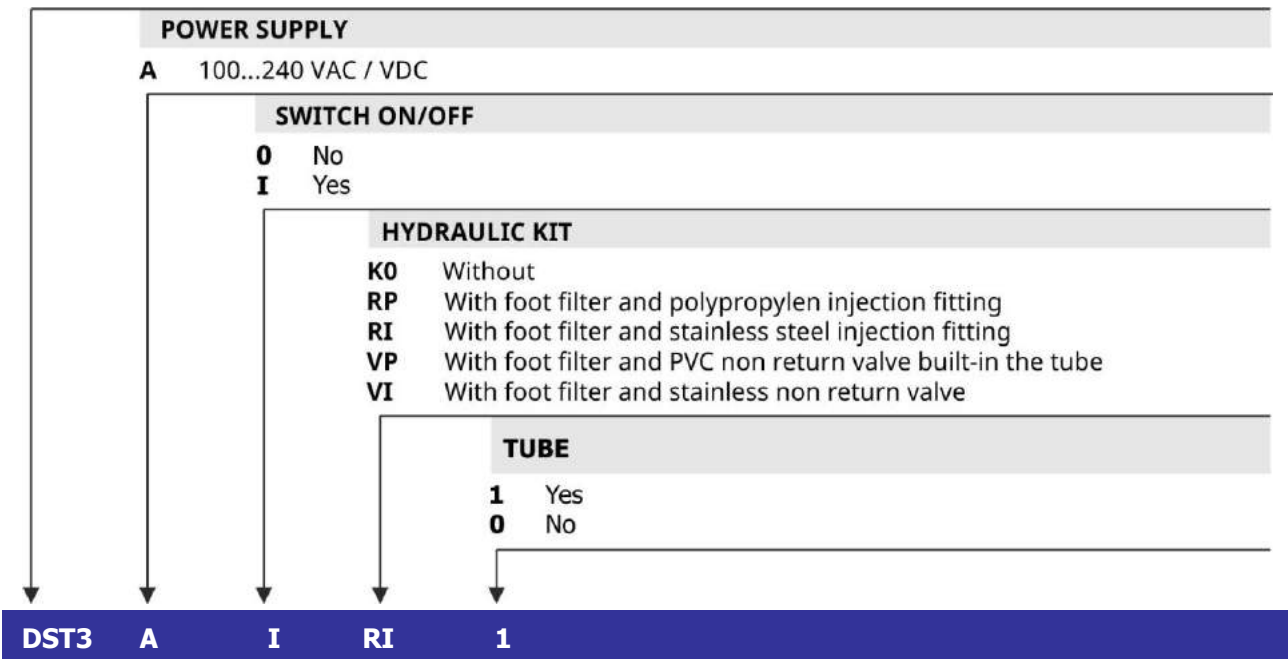 POWER SUPPLY
A 100...240 VAC / VDC
SWITCH ON/OFF
0 No
I Yes
HYDRAULIC KIT
K0 Without
RP With foot filter and polypropylen injection fitting
RI With foot filter and stainless steel injection fitting
VP With foot filter and PVC non return valve built-in the tube
VI With foot filter and stainless non return valve
TUBE
1 Yes
0 No
DST3 A I RI 1